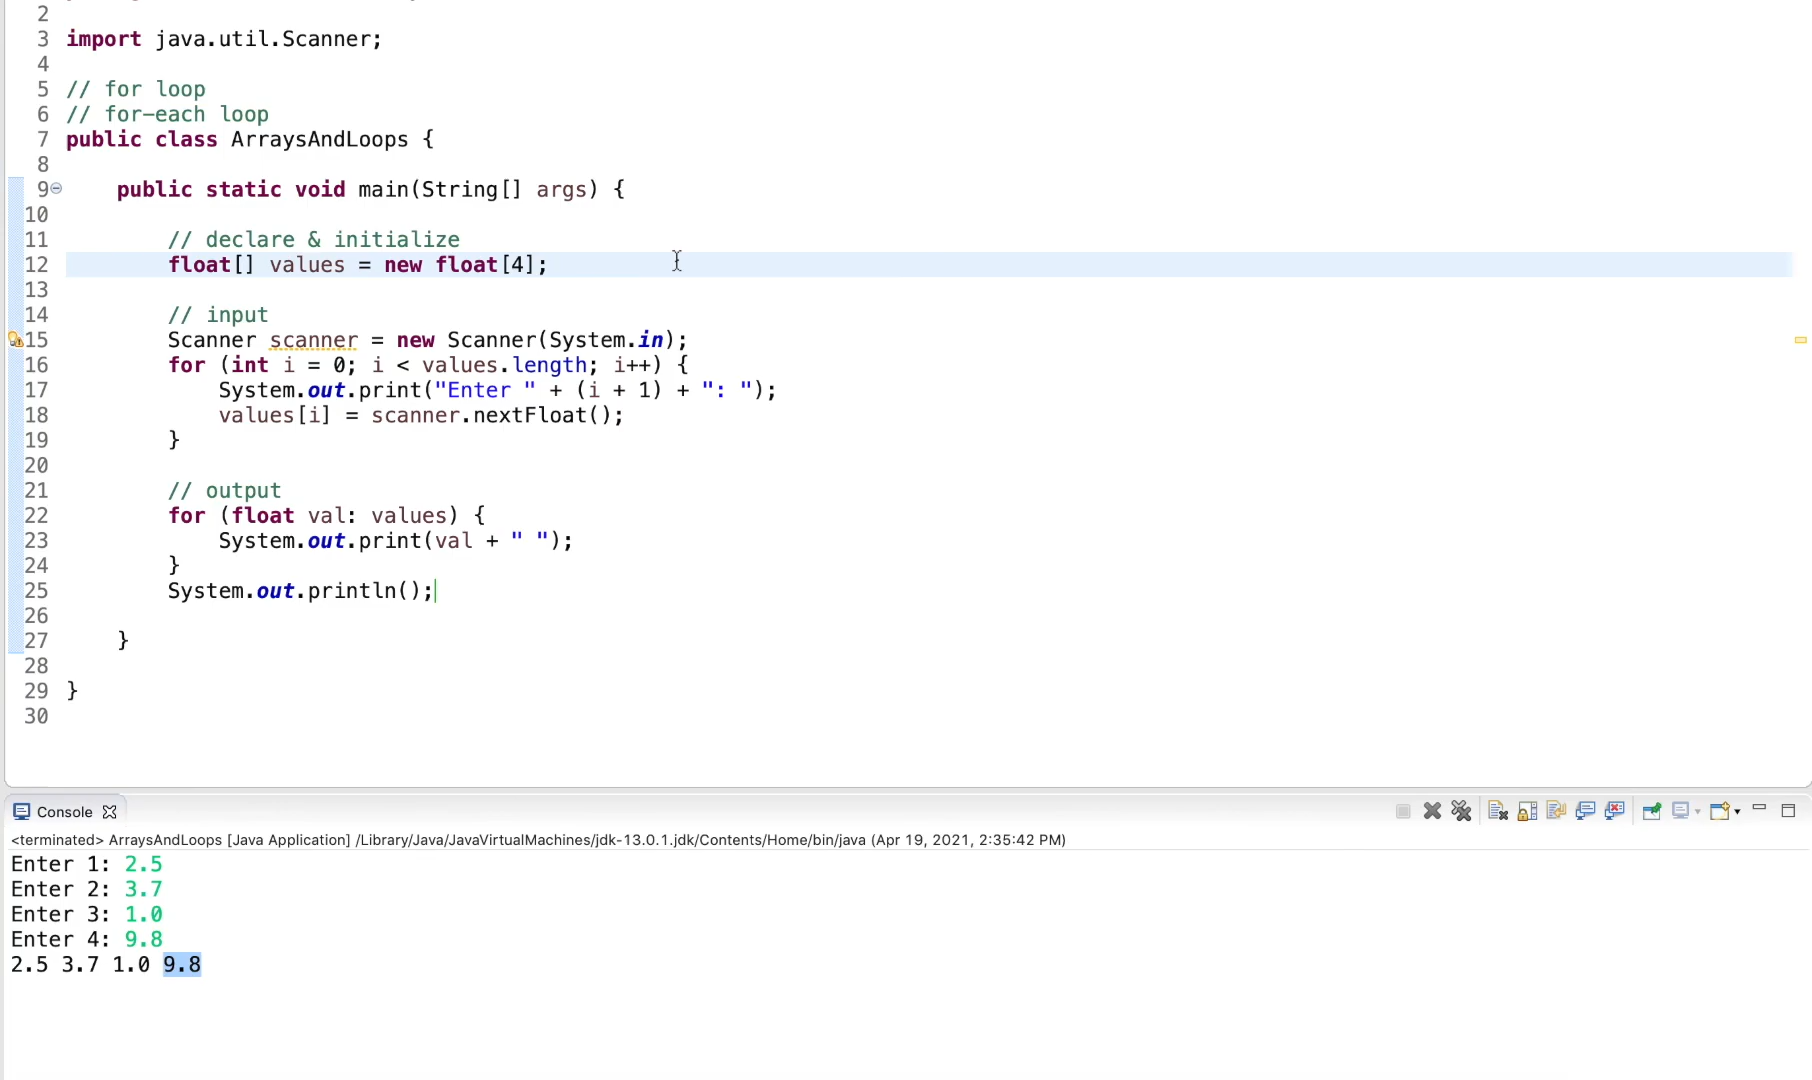 2
3 import java.util.Scanner;
4
5 // for loop
6 // for-each loop
7 public class ArraysAndLoops {
8
9 public static void main(String[] args) {
10
11 // declare & initialize
12 float[] values = new float[4];
13
14 // input
15 Scanner scanner = new Scanner(System.in);
16 for (int i = 0; i < values.length; i++) {
17 System.out.print("Enter " + (i + 1) + ": ");
18 values[i] = scanner.nextFloat();
19 }
20
21 // output
22 for (float val: values) {
23 System.out.print(val + " ");
24 }
25 System.out.println();
26
27 }
28
29 }
30
Console
<terminated> ArraysAndLoops [Java Application] /Library/Java/JavaVirtualMachines/jdk-13.0.1.jdk/Contents/Home/bin/java (Apr 19, 2021, 2:35:42 PM)
Enter 1: 2.5
Enter 2: 3.7
Enter 3: 1.0
Enter 4: 9.8
2.5 3.7 1.0 9.8